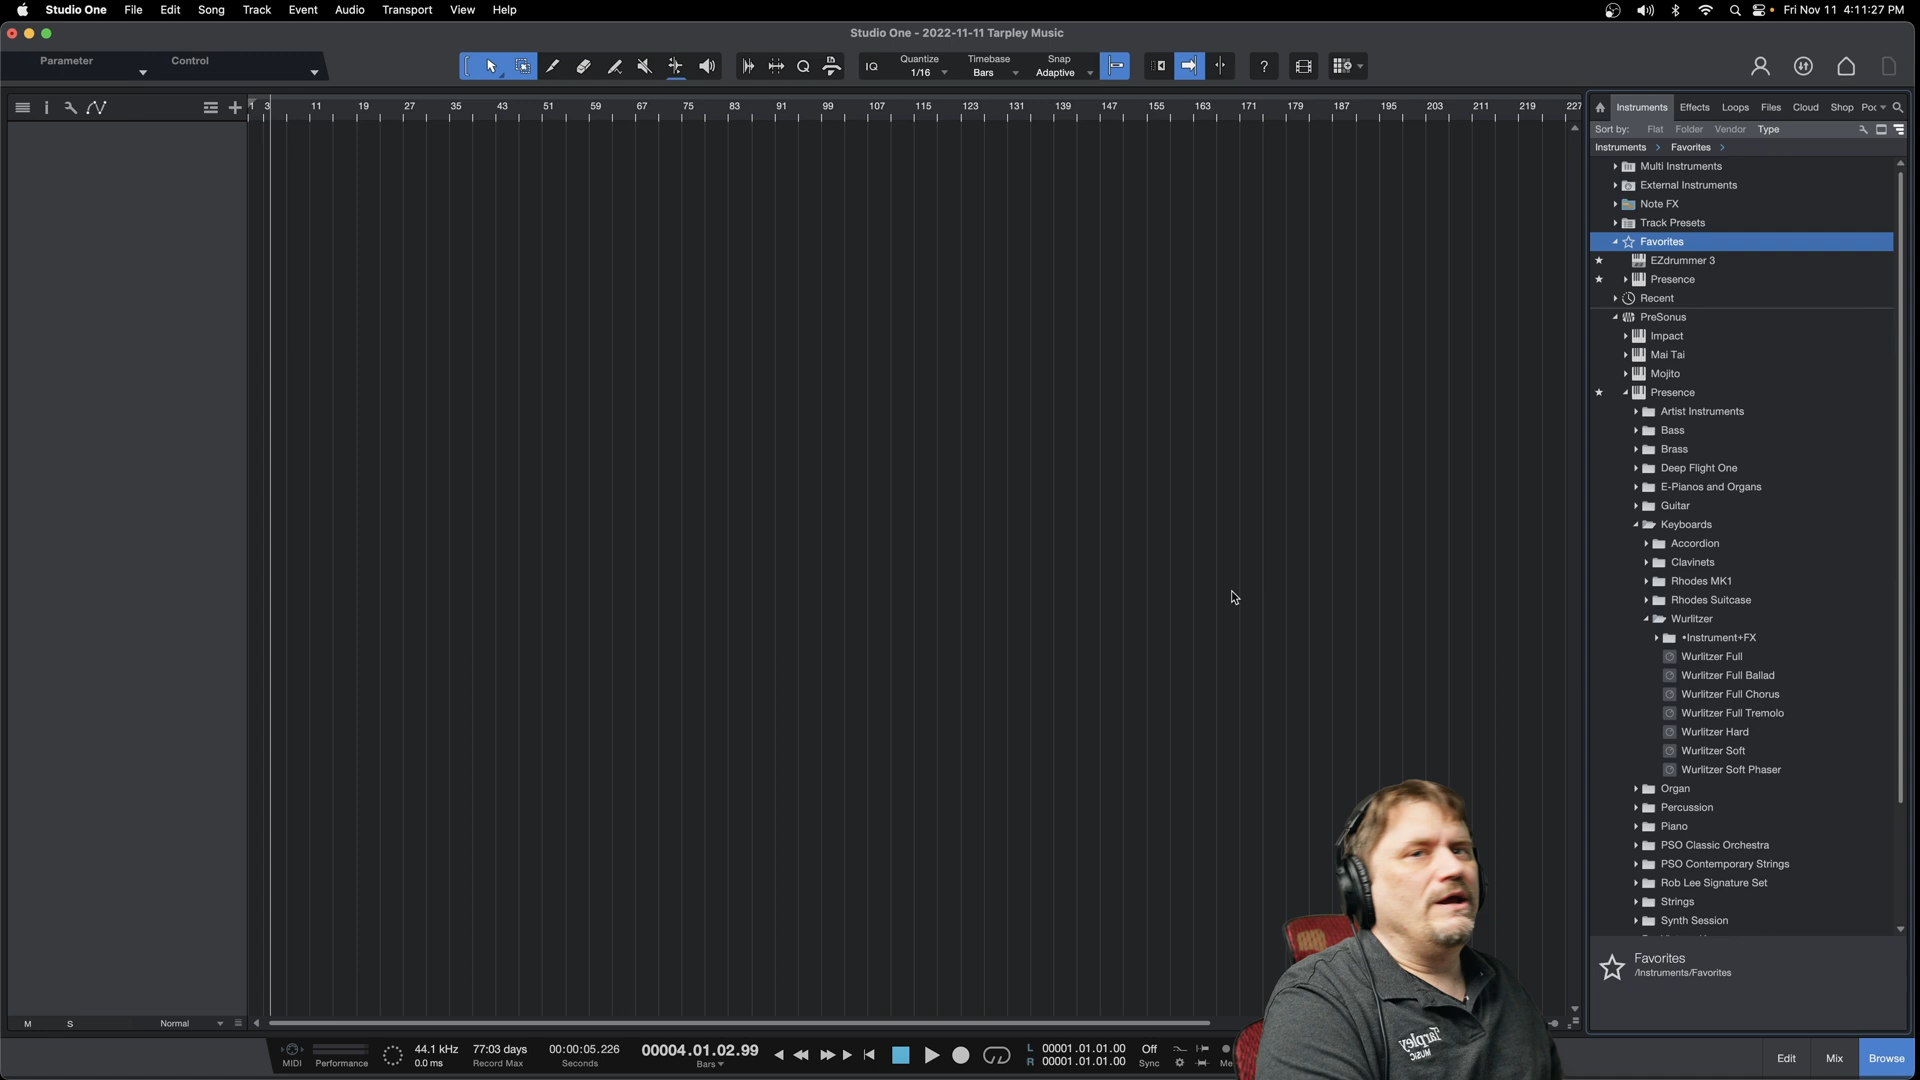 Studio One File Edit Song Track Event Audio Transport View Help
Fri Nov 11 4:11:27 PM
Studio One - 2022-11-11 Tarpley Music
Parameter
Control
IQ
Quantize
1/16
Timebase
Bars
Snap
Adaptive
?
1 3 11 19 27 35 43 51 59 67 75 83 91 99 107 115 123 131 139 147 155 163 171 179 187 195 203 211 219 227
Instruments Effects Loops Files Cloud Shop Poo
Sort by: Flat Folder Vendor Type
Instruments > Favorites >
Multi Instruments
External Instruments
Note FX
Track Presets
Favorites
EZdrummer 3
Presence
Recent
PreSonus
Impact
Mai Tai
Mojito
Presence
Artist Instruments
Bass
Brass
Deep Flight One
E-Pianos and Organs
Guitar
Keyboards
Accordion
Clavinets
Rhodes MK1
Rhodes Suitcase
Wurlitzer
•Instrument+FX
Wurlitzer Full
Wurlitzer Full Ballad
Wurlitzer Full Chorus
Wurlitzer Full Tremolo
Wurlitzer Hard
Wurlitzer Soft
Wurlitzer Soft Phaser
Organ
Percussion
Piano
PSO Classic Orchestra
PSO Contemporary Strings
Rob Lee Signature Set
Strings
Synth Session
Favorites
/Instruments/Favorites
M S Normal
MIDI
Performance
44.1 kHz
0.0 ms
77:03 days
Record Max
00:00:05.226
Seconds
00004.01.02.99
Bars
L 00001.01.01.00
R 00001.01.01.00
Off
Sync
Me
Tarpley
MUSIC
Edit Mix Browse